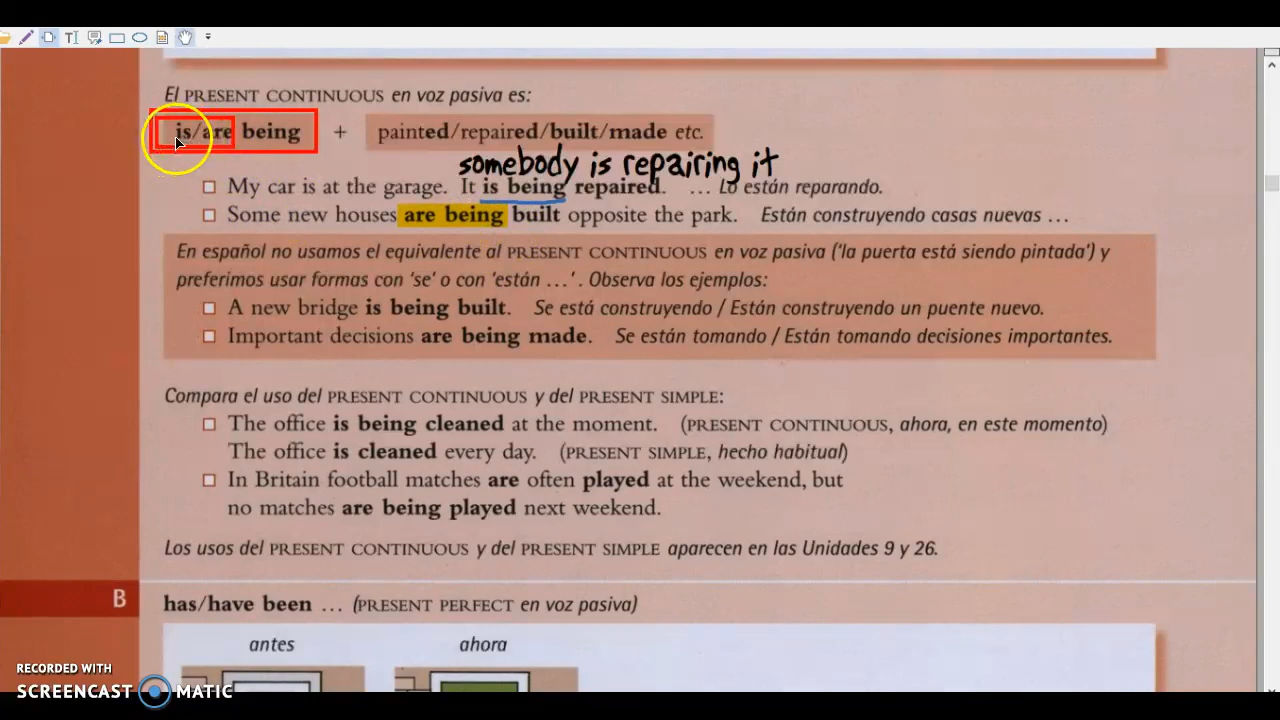 El PRESENT CONTINUOUS en voz pasiva es:
is/are being + painted/repaired/built/made etc.
somebody is repairing it
My car is at the garage. It is being repaired. ... Lo están reparando.
Some new houses are being built opposite the park. Están construyendo casas nuevas ...
En español no usamos el equivalente al PRESENT CONTINUOUS en voz pasiva ('la puerta está siendo pintada') y
preferimos usar formas con 'se' o con 'están ...'. Observa los ejemplos:
A new bridge is being built. Se está construyendo / Están construyendo un puente nuevo.
Important decisions are being made. Se están tomando / Están tomando decisiones importantes.
Compara el uso del PRESENT CONTINUOUS y del PRESENT SIMPLE:
The office is being cleaned at the moment. (PRESENT CONTINUOUS, ahora, en este momento)
The office is cleaned every day. (PRESENT SIMPLE, hecho habitual)
In Britain football matches are often played at the weekend, but
no matches are being played next weekend.
Los usos del PRESENT CONTINUOUS y del PRESENT SIMPLE aparecen en las Unidades 9 y 26.
B has/have been ... (PRESENT PERFECT en voz pasiva)
antes ahora
RECORDED WITH
SCREENCAST MATIC